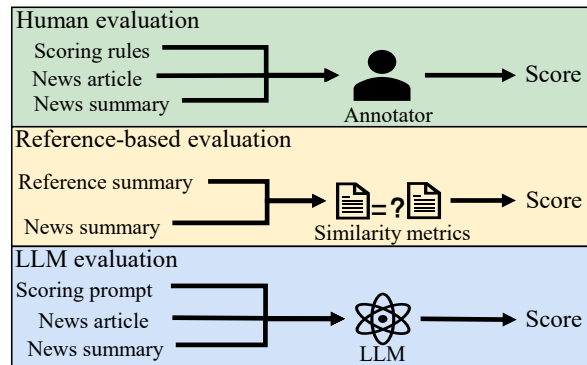 Human evaluation
Scoring rules
News article
News summary
Annotator
Score
Reference-based evaluation
Reference summary
News summary
=?
Similarity metrics
Score
LLM evaluation
Scoring prompt
News article
News summary
LLM
Score